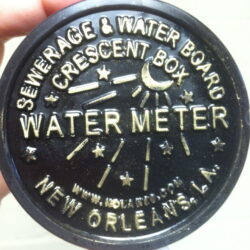 SEWERAGE & WATER BOARD
CRESCENT BOX
WATER METER
NEW ORLEANS, LA.